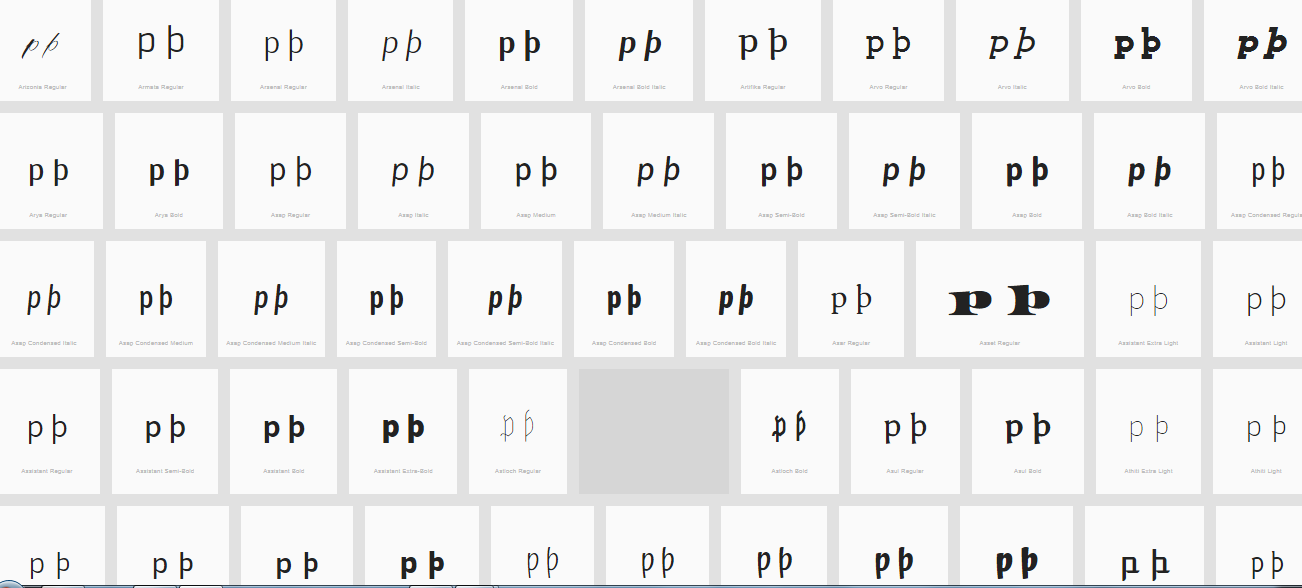 p þ p þ p þ p þ p þ p þ p þ p þ p þ p þ p þ
Arizonia Regular Armata Regular Arsenal Regular Arsenal Italic Arsenal Bold Arsenal Bold Italic Artifika Regular Arvo Regular Arvo Italic Arvo Bold Arvo Bold Italic
p þ p þ p þ p þ p þ p þ p þ p þ p þ p þ p þ
Arya Regular Arya Bold Asap Regular Asap Italic Asap Medium Asap Medium Italic Asap Semi-Bold Asap Semi-Bold Italic Asap Bold Asap Bold Italic Asap Condensed Regula
p þ p þ p þ p þ p þ p þ p þ p þ p þ p þ p þ
Asap Condensed Italic Asap Condensed Medium Asap Condensed Medium Italic Asap Condensed Semi-Bold Asap Condensed Semi-Bold Italic Asap Condensed Bold Asap Condensed Bold Italic Asar Regular Asset Regular Assistant Extra Light Assistant Light
p þ p þ p þ p þ p þ p þ p þ p þ p þ p þ
Assistant Regular Assistant Semi-Bold Assistant Bold Assistant Extra-Bold Astloch Regular Astloch Bold Asul Regular Asul Bold Athiti Extra Light Athiti Light
p þ p þ p þ p þ p þ p þ p þ p þ p þ p þ p þ